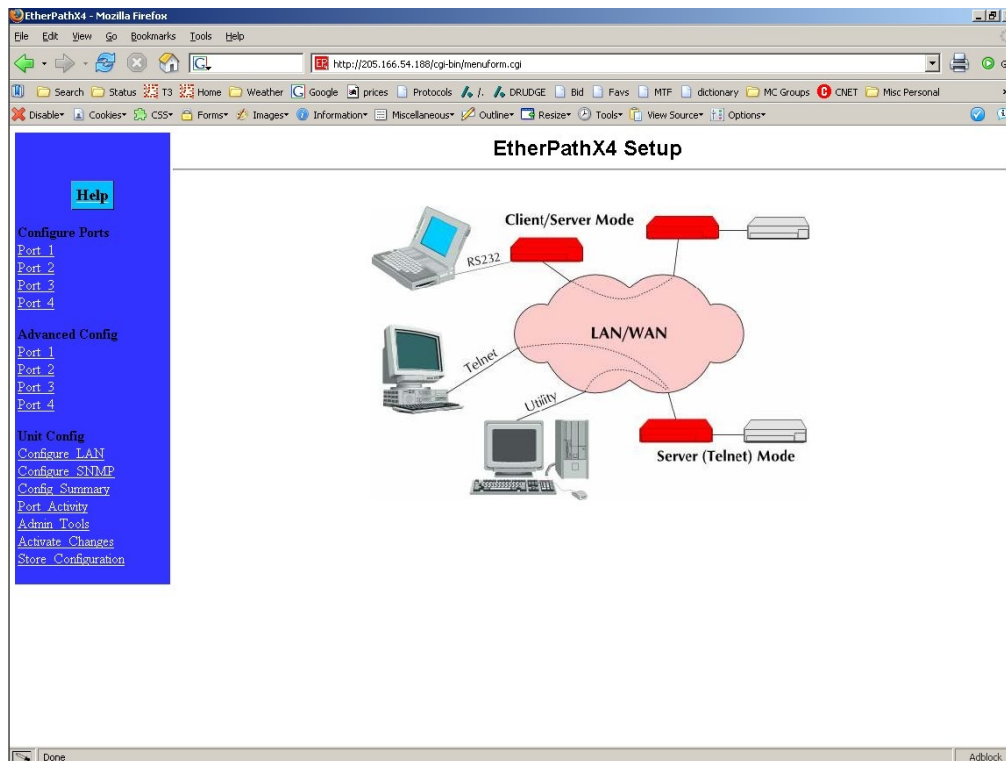 EtherPathX4 - Mozilla Firefox
File Edit View Go Bookmarks Tools Help
G. EP http://205.166.54.188/cgi-bin/menuform.cgi G
Search Status T3 Home Weather G Google prices Protocols /. DRUDGE Bid Favs MTF dictionary MC Groups C CNET Misc Personal
Disable Cookies CSS Forms Images Information Miscellaneous Outline Resize Tools View Source Options
EtherPathX4 Setup
Help
Configure Ports
Port 1
Port 2
Port 3
Port 4
Advanced Config
Port 1
Port 2
Port 3
Port 4
Unit Config
Configure LAN
Configure SNMP
Config Summary
Port Activity
Admin Tools
Activate Changes
Store Configuration
Client/Server Mode
RS232
LAN/WAN
Telnet
Utility
Server (Telnet) Mode
Done Adblock